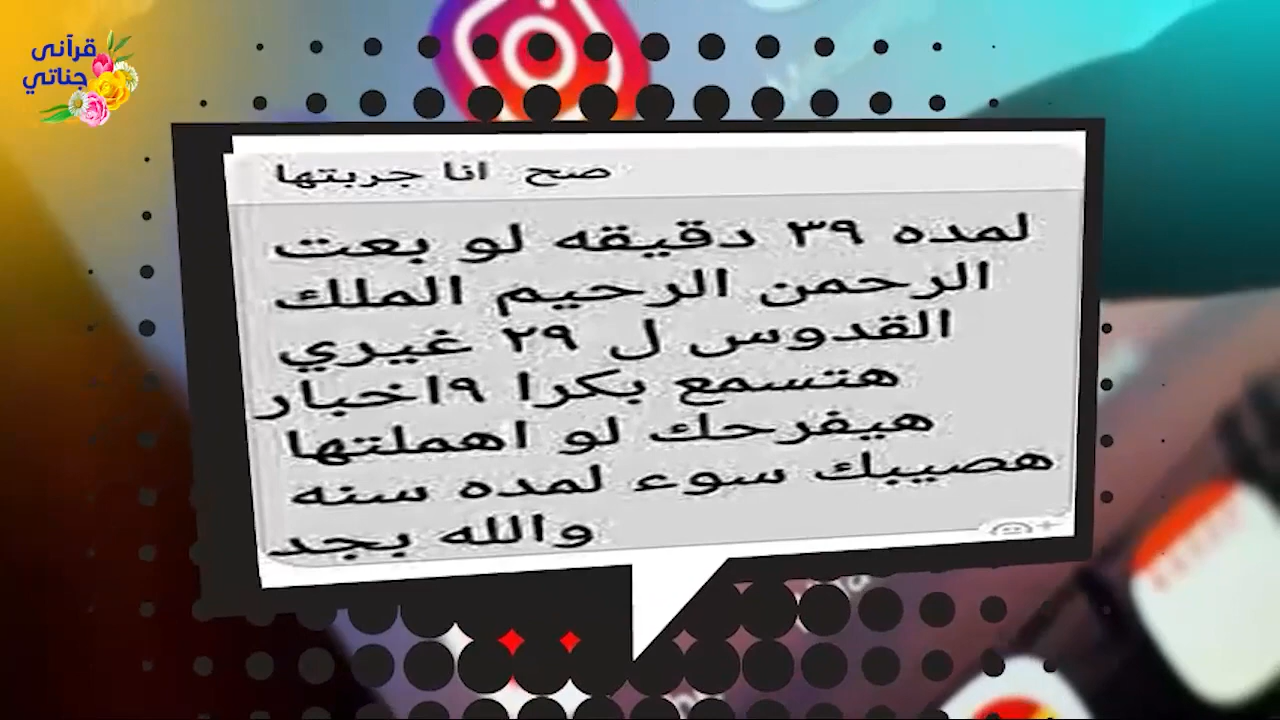 قرآنى
جناتي
صح انا جربتها
لمده ٣٩ دقيقه لو بعت
الرحمن الرحيم الملك
القدوس ل ٢٩ غيري
هتسمع بكرا ٩اخبار
هيفرحك لو اهملتها
هصيبك سوء لمده سنه
والله بجد